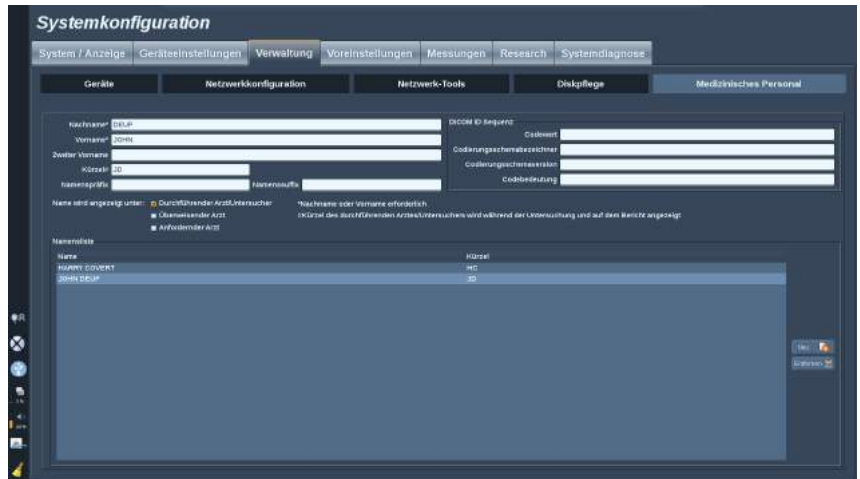 Systemkonfiguration
System / Anzeige Geräteeinstellungen Verwaltung Voreinstellungen Messungen Research Systemdiagnose
Geräte Netzwerkkonfiguration Netzwerk-Tools Diskpflege Medizinisches Personal
Nachname* DEUF
Vorname* JOHN
Zweiter Vorname
Kürzel¤ JD
Namenspräfix Namenssuffix
DICOM ID Sequenz
Codewert
Codierungsschemabezeichner
Codierungsschemaversion
Codebedeutung
Name wird angezeigt unter: Durchführender Arzt/Untersucher *Nachname oder Vorname erforderlich
Überweisender Arzt ¤Kürzel des durchführenden Arztes/Untersuchers wird während der Untersuchung und auf dem Bericht angezeigt
Anfordernder Arzt
Namensliste
Name Kürzel
HARRY COVERT HC
JOHN DEUF JD
Neu
Entfernen